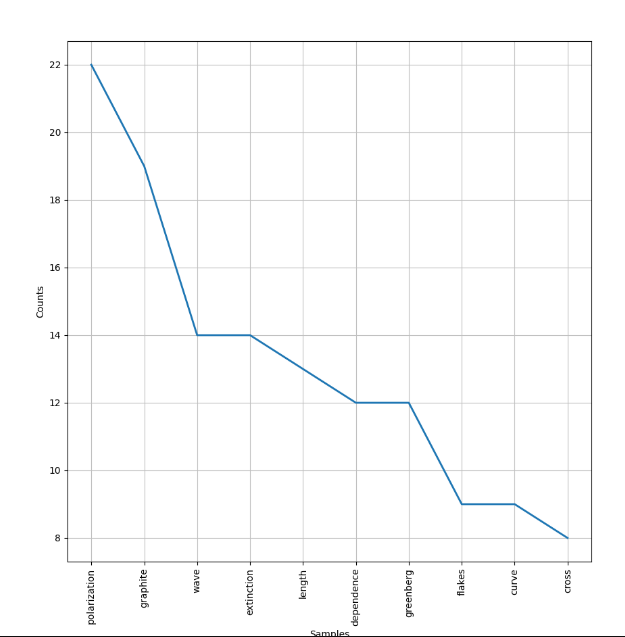 22
20
18
16
14
12
10
8
Counts
polarization
graphite
wave
extinction
length
dependence
greenberg
flakes
curve
cross
Samples